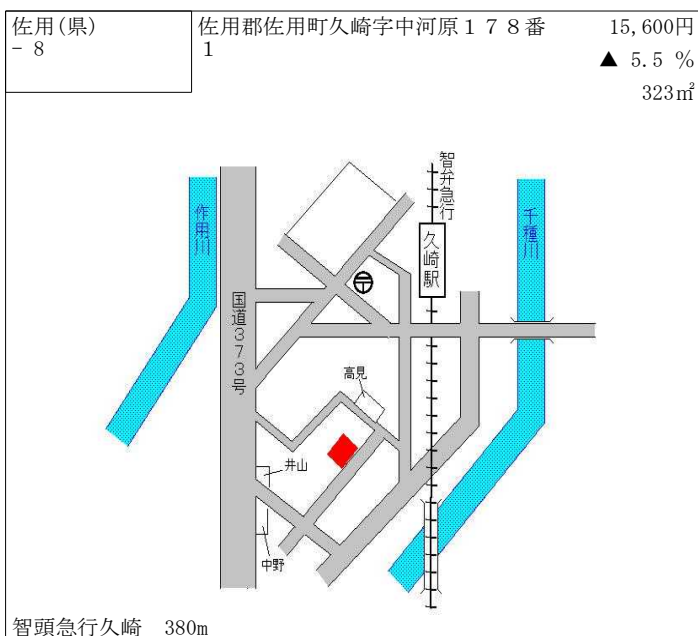 佐用(県)
－8
佐用郡佐用町久崎字中河原１７８番
１
15,600円
▲ 5.5 %
323㎡
智弁急行
久崎駅
作用川
千種川
国道３７３号
〒
高見
井山
中野
智頭急行久崎　380m